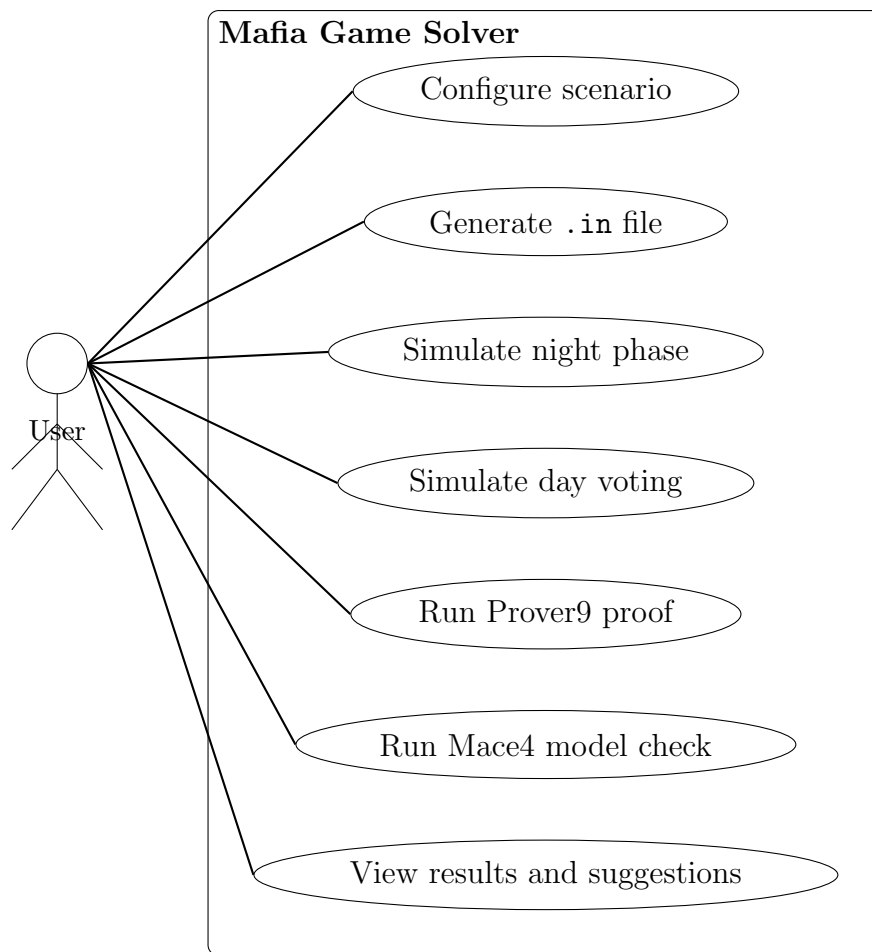 Mafia Game Solver
Configure scenario
Generate .in file
Simulate night phase
User
Simulate day voting
Run Prover9 proof
Run Mace4 model check
View results and suggestions